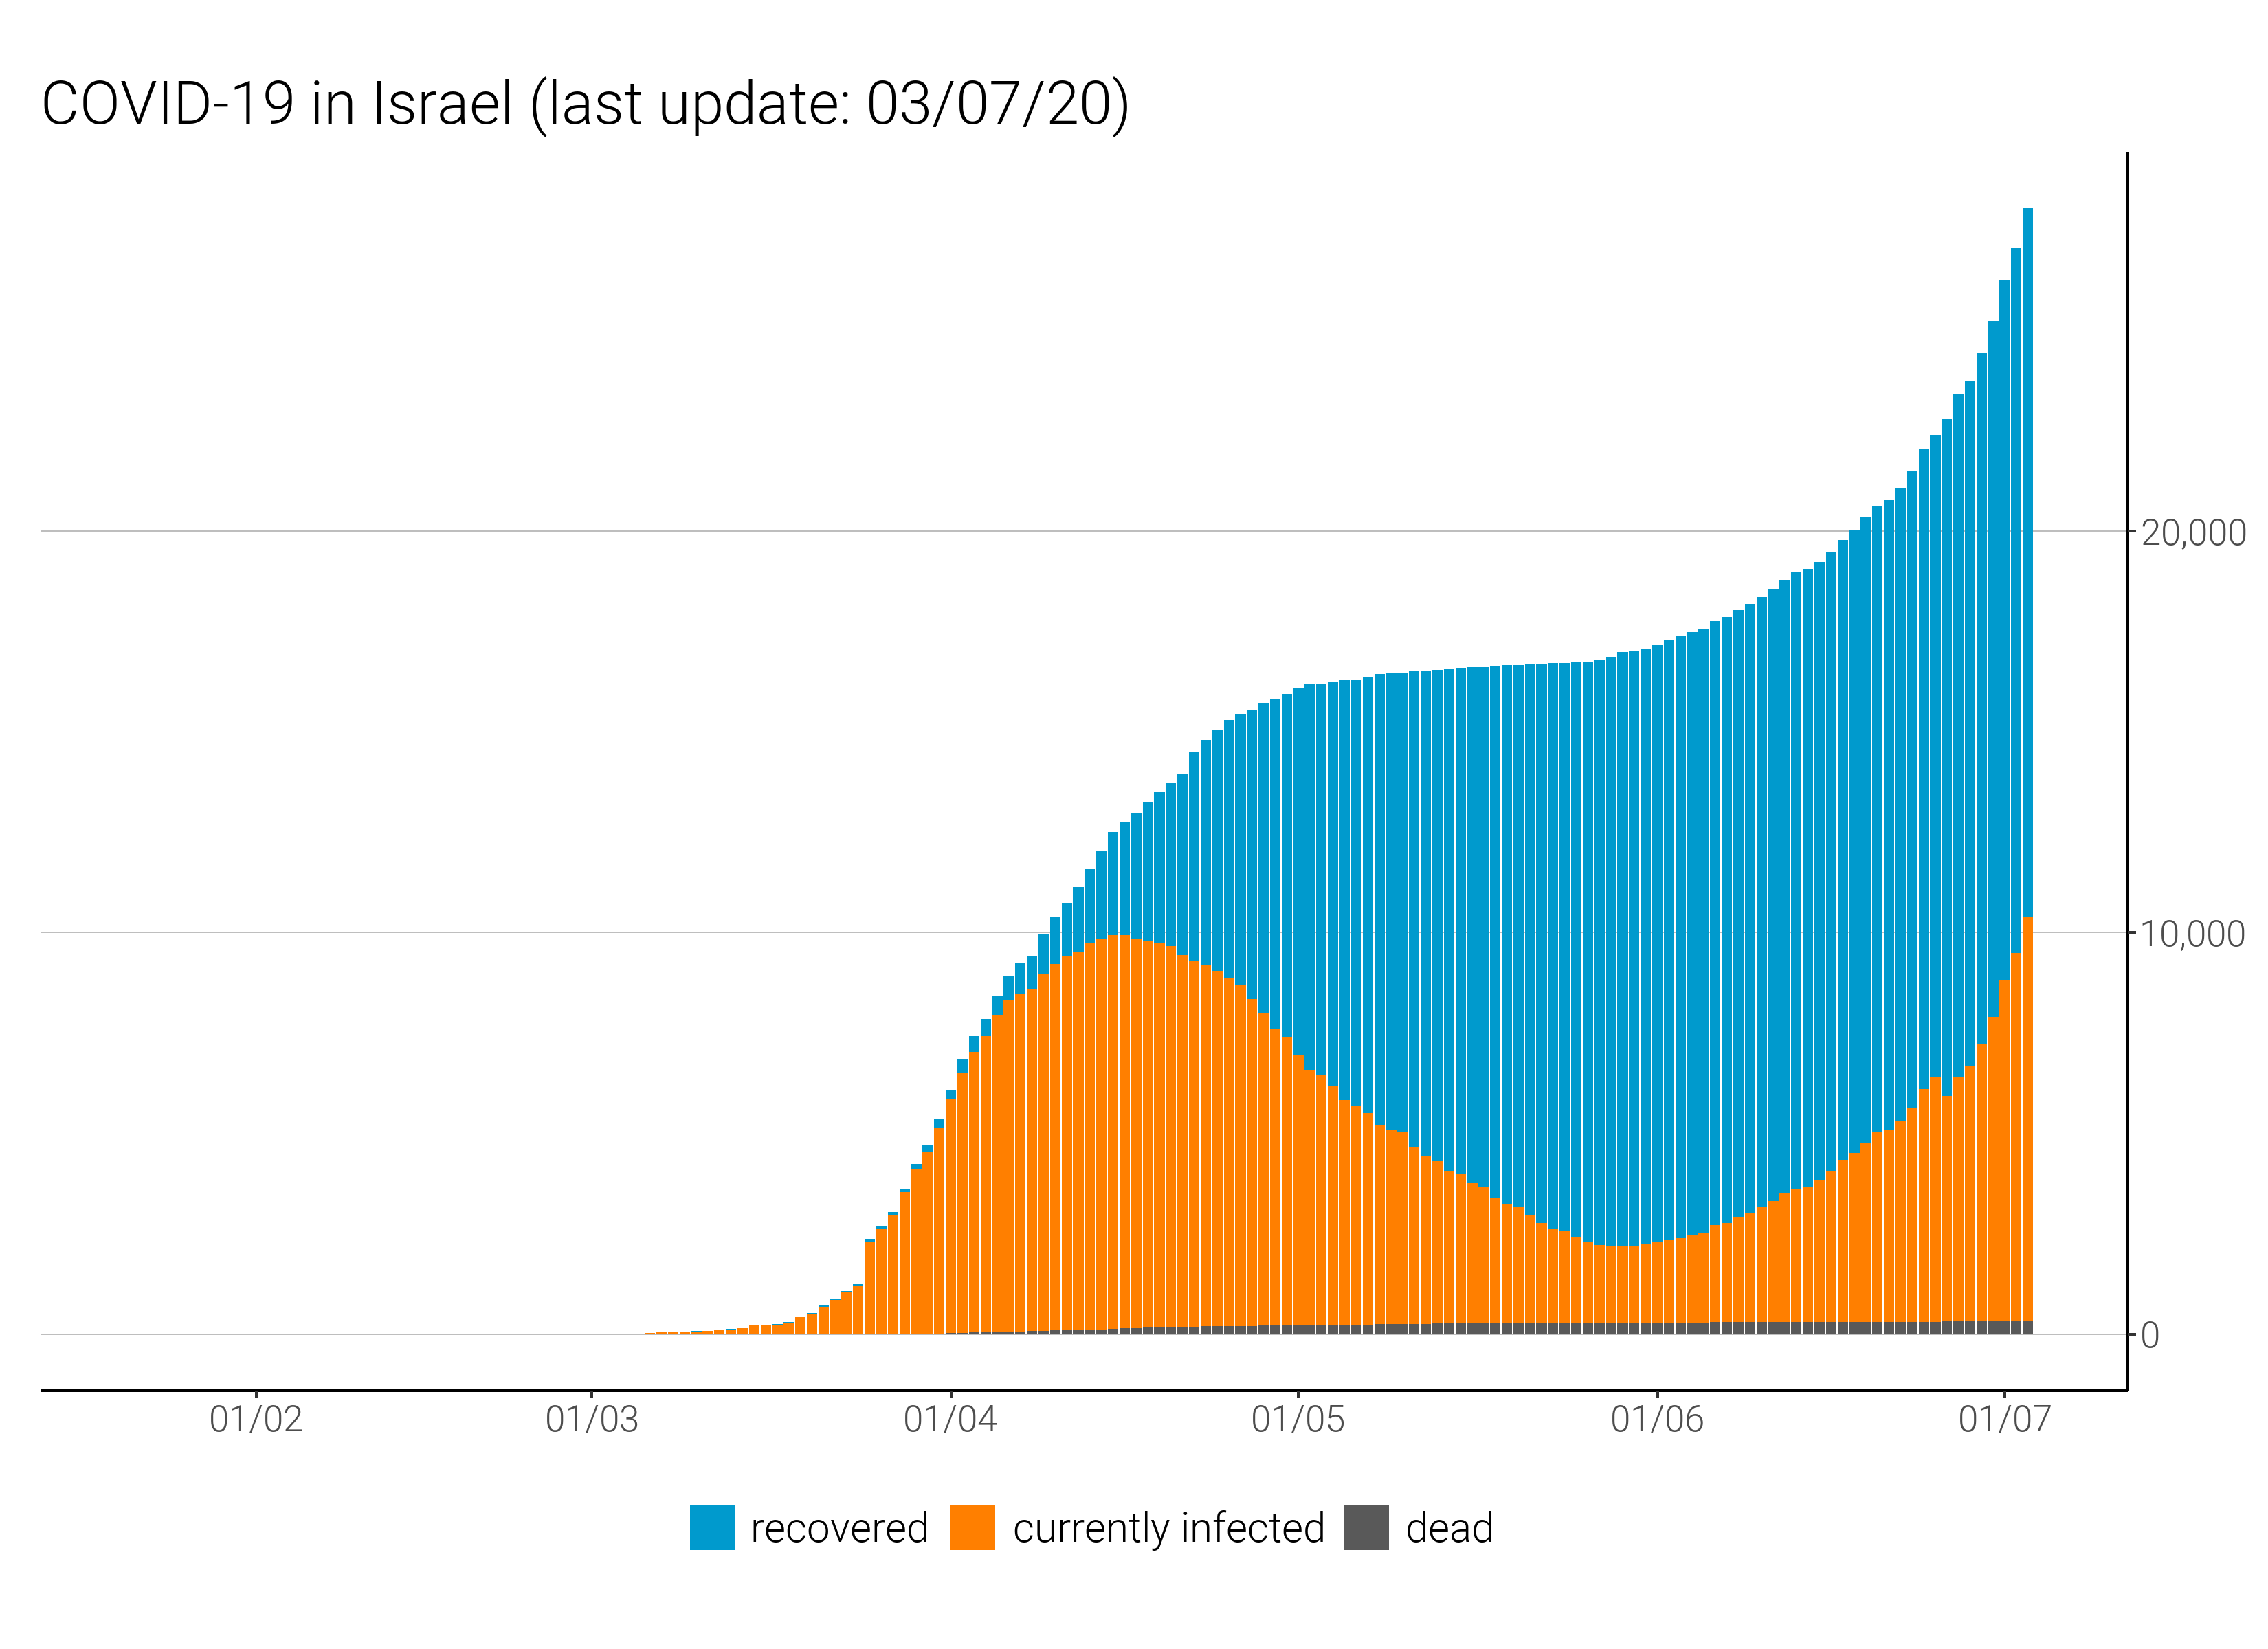 COVID-19 in Israel (last update: 03/07/20)
20,000
10,000
0
01/02 01/03 01/04 01/05 01/06 01/07
recovered currently infected dead